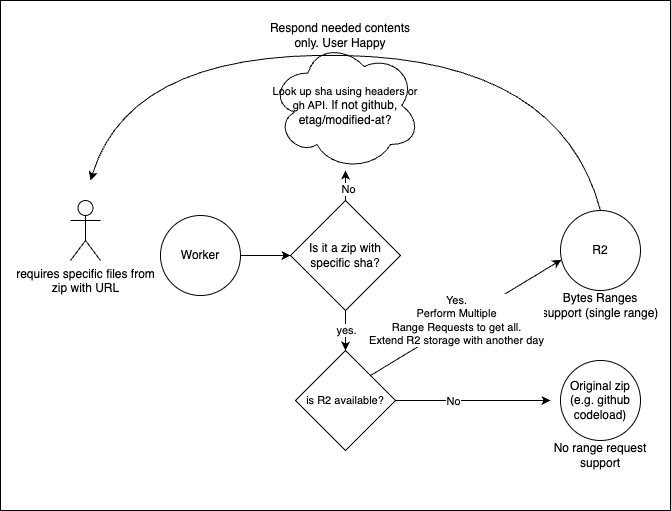 Respond needed contents
only. User Happy
Look up sha using headers or
gh API. If not github,
etag/modified-at?
No
Worker
Is it a zip with
specific sha?
R2
requires specific files from
zip with URL
Bytes Ranges
support (single range)
Yes.
Perform Multiple
Range Requests to get all.
Extend R2 storage with another day
yes.
is R2 available?
No
Original zip
(e.g. github
codeload)
No range request
support